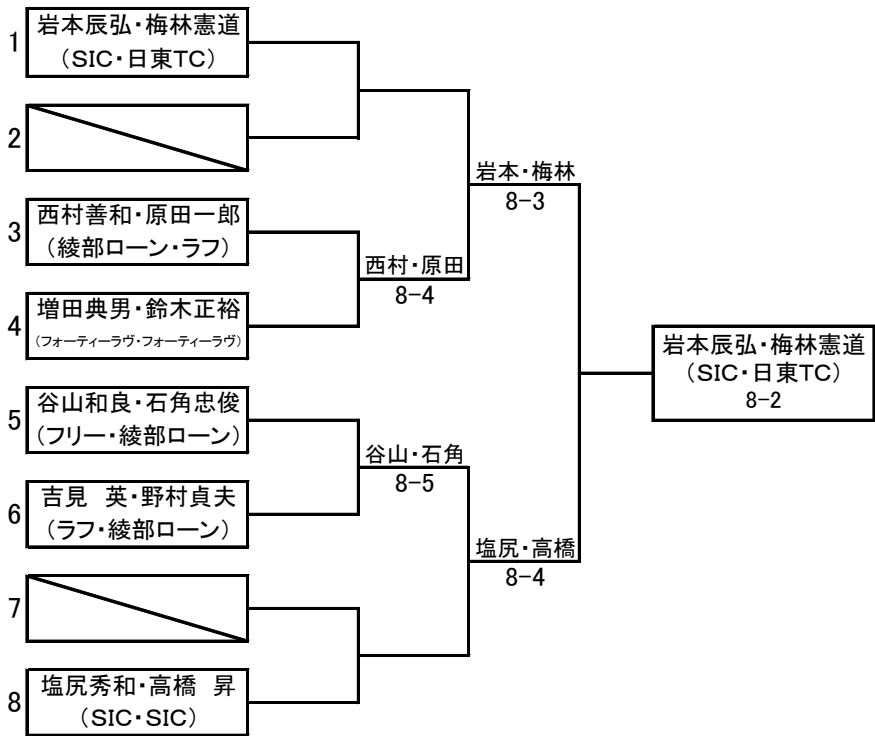 1
岩本辰弘・梅林憲道
（SIC・日東TC）
2
3
西村善和・原田一郎
（綾部ローン・ラフ）
4
増田典男・鈴木正裕
（フォーティーラヴ・フォーティーラヴ）
5
谷山和良・石角忠俊
（フリー・綾部ローン）
6
吉見　英・野村貞夫
（ラフ・綾部ローン）
7
8
塩尻秀和・高橋　昇
（SIC・SIC）
西村・原田
8-4
谷山・石角
8-5
岩本・梅林
8-3
塩尻・高橋
8-4
岩本辰弘・梅林憲道
（SIC・日東TC）
8-2